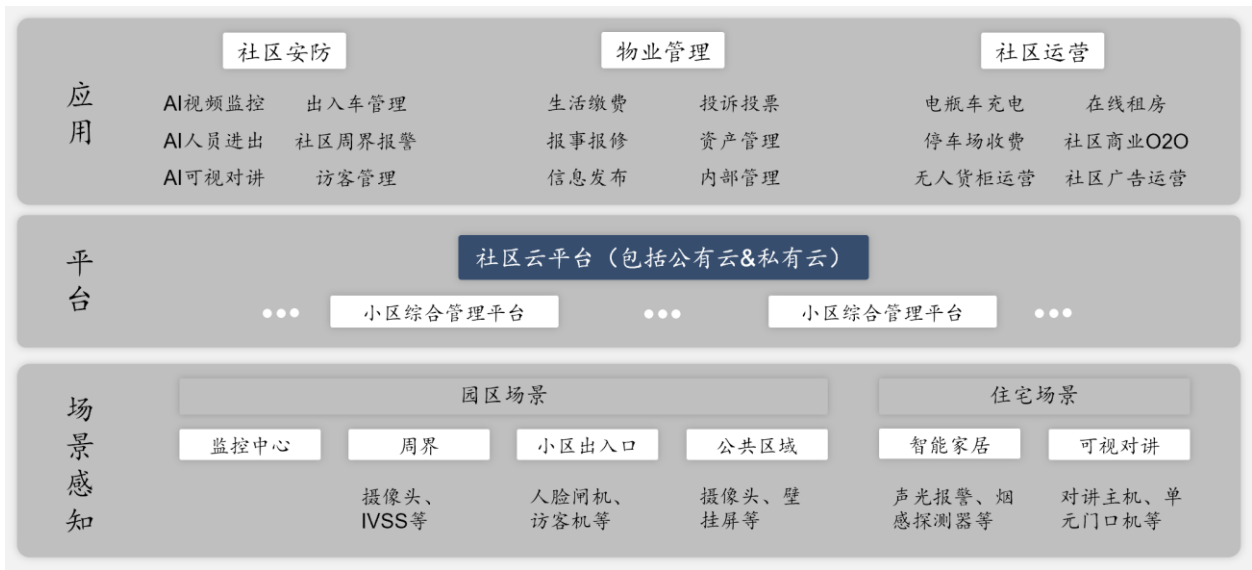 应用
社区安防 物业管理 社区运营
AI视频监控 出入车管理 生活缴费 投诉投票 电瓶车充电 在线租房
AI人员进出 社区周界报警 报事报修 资产管理 停车场收费 社区商业O2O
AI可视对讲 访客管理 信息发布 内部管理 无人货柜运营 社区广告运营
平台
社区云平台（包括公有云&私有云）
小区综合管理平台 小区综合管理平台
场景感知
园区场景 住宅场景
监控中心 周界 小区出入口 公共区域 智能家居 可视对讲
摄像头、 人脸闸机、 摄像头、壁 声光报警、烟 对讲主机、单
IVSS等 访客机等 挂屏等 感探测器等 元门口机等